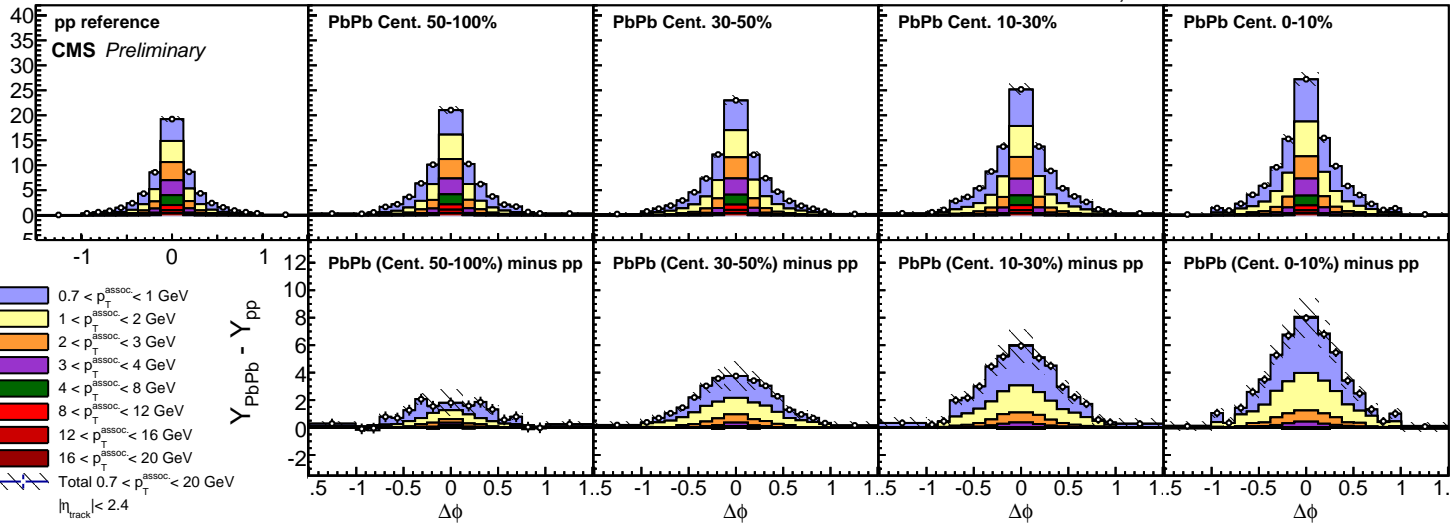 pp reference
CMS Preliminary
PbPb Cent. 50-100%
PbPb Cent. 30-50%
PbPb Cent. 10-30%
PbPb Cent. 0-10%
40
35
30
25
20
15
10
5
0
5
-1 0 1
PbPb (Cent. 50-100%) minus pp
PbPb (Cent. 30-50%) minus pp
PbPb (Cent. 10-30%) minus pp
PbPb (Cent. 0-10%) minus pp
Y_PbPb - Y_pp
12
10
8
6
4
2
0
-2
0.7 < p_T^assoc. < 1 GeV
1 < p_T^assoc. < 2 GeV
2 < p_T^assoc. < 3 GeV
3 < p_T^assoc. < 4 GeV
4 < p_T^assoc. < 8 GeV
8 < p_T^assoc. < 12 GeV
12 < p_T^assoc. < 16 GeV
16 < p_T^assoc. < 20 GeV
Total 0.7 < p_T^assoc. < 20 GeV
|η_track| < 2.4
.5 -1 -0.5 0 0.5 1 1.5 -1 -0.5 0 0.5 1 1.5 -1 -0.5 0 0.5 1 1.5 -1 -0.5 0 0.5 1 1.
Δϕ Δϕ Δϕ Δϕ